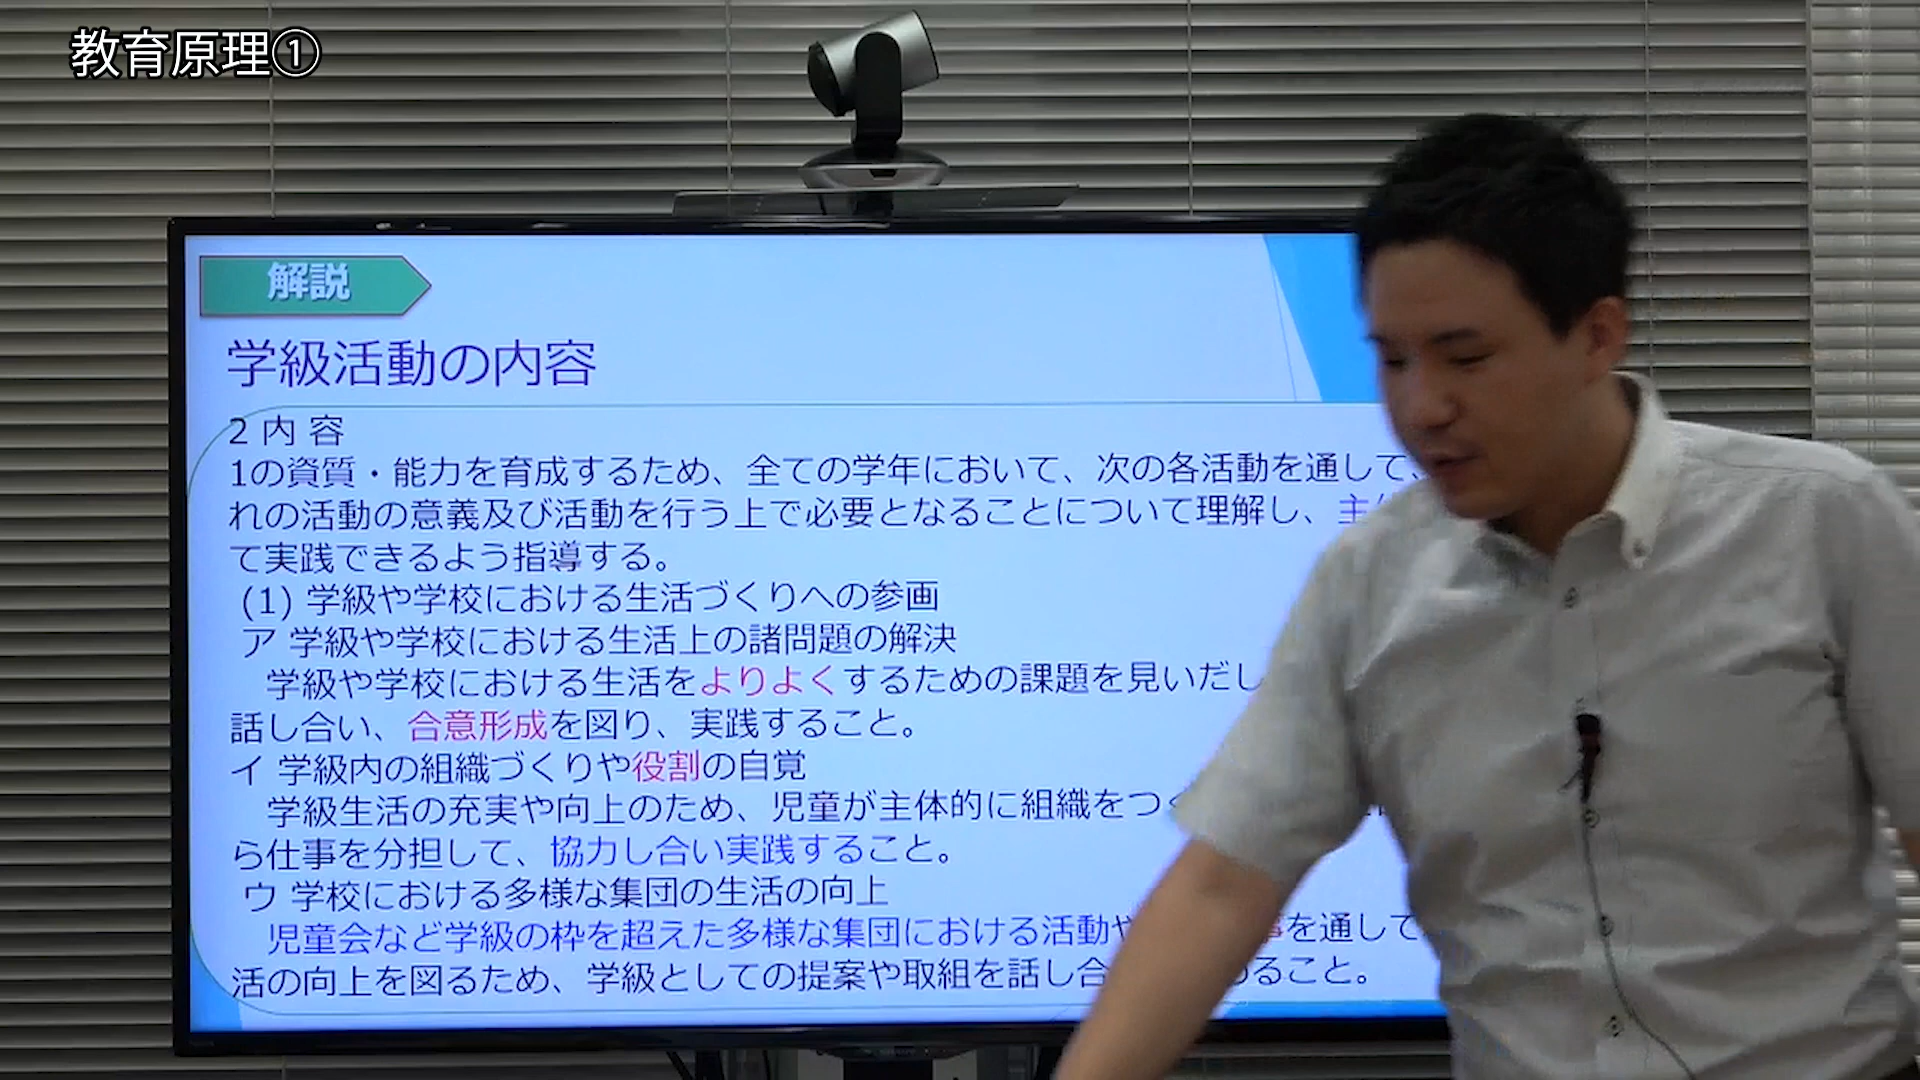 教育原理①
解説
学級活動の内容
2 内 容
1の資質・能力を育成するため、全ての学年において、次の各活動を通して、
れの活動の意義及び活動を行う上で必要となることについて理解し、主
て実践できるよう指導する。
(1) 学級や学校における生活づくりへの参画
ア 学級や学校における生活上の諸問題の解決
学級や学校における生活をよりよくするための課題を見いだし
話し合い、合意形成を図り、実践すること。
イ 学級内の組織づくりや役割の自覚
学級生活の充実や向上のため、児童が主体的に組織をつ
ら仕事を分担して、協力し合い実践すること。
ウ 学校における多様な集団の生活の向上
児童会など学級の枠を超えた多様な集団における活動や を通して
活の向上を図るため、学級としての提案や取組を話し合 ること。